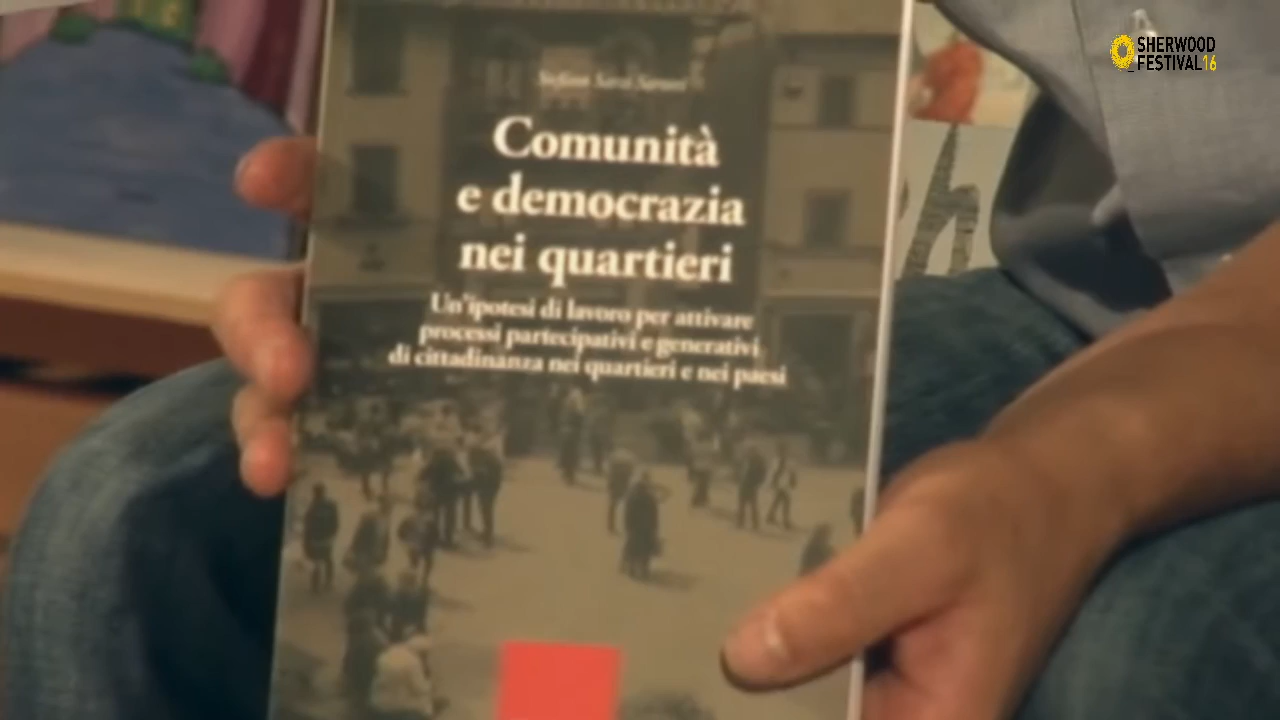 SHERWOOD
FESTIVAL16
Comunità
e democrazia
nei quartieri
Un'ipotesi di lavoro per attivare
processi partecipativi e generativi
di cittadinanza nei quartieri e nei paesi